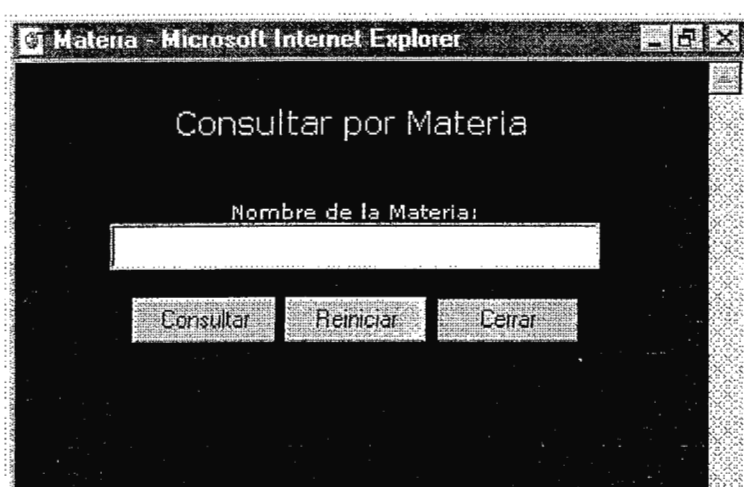 Materia - Microsoft Internet Explorer
Consultar por Materia
Nombre de la Materia:
Consultar Reiniciar Cerrar